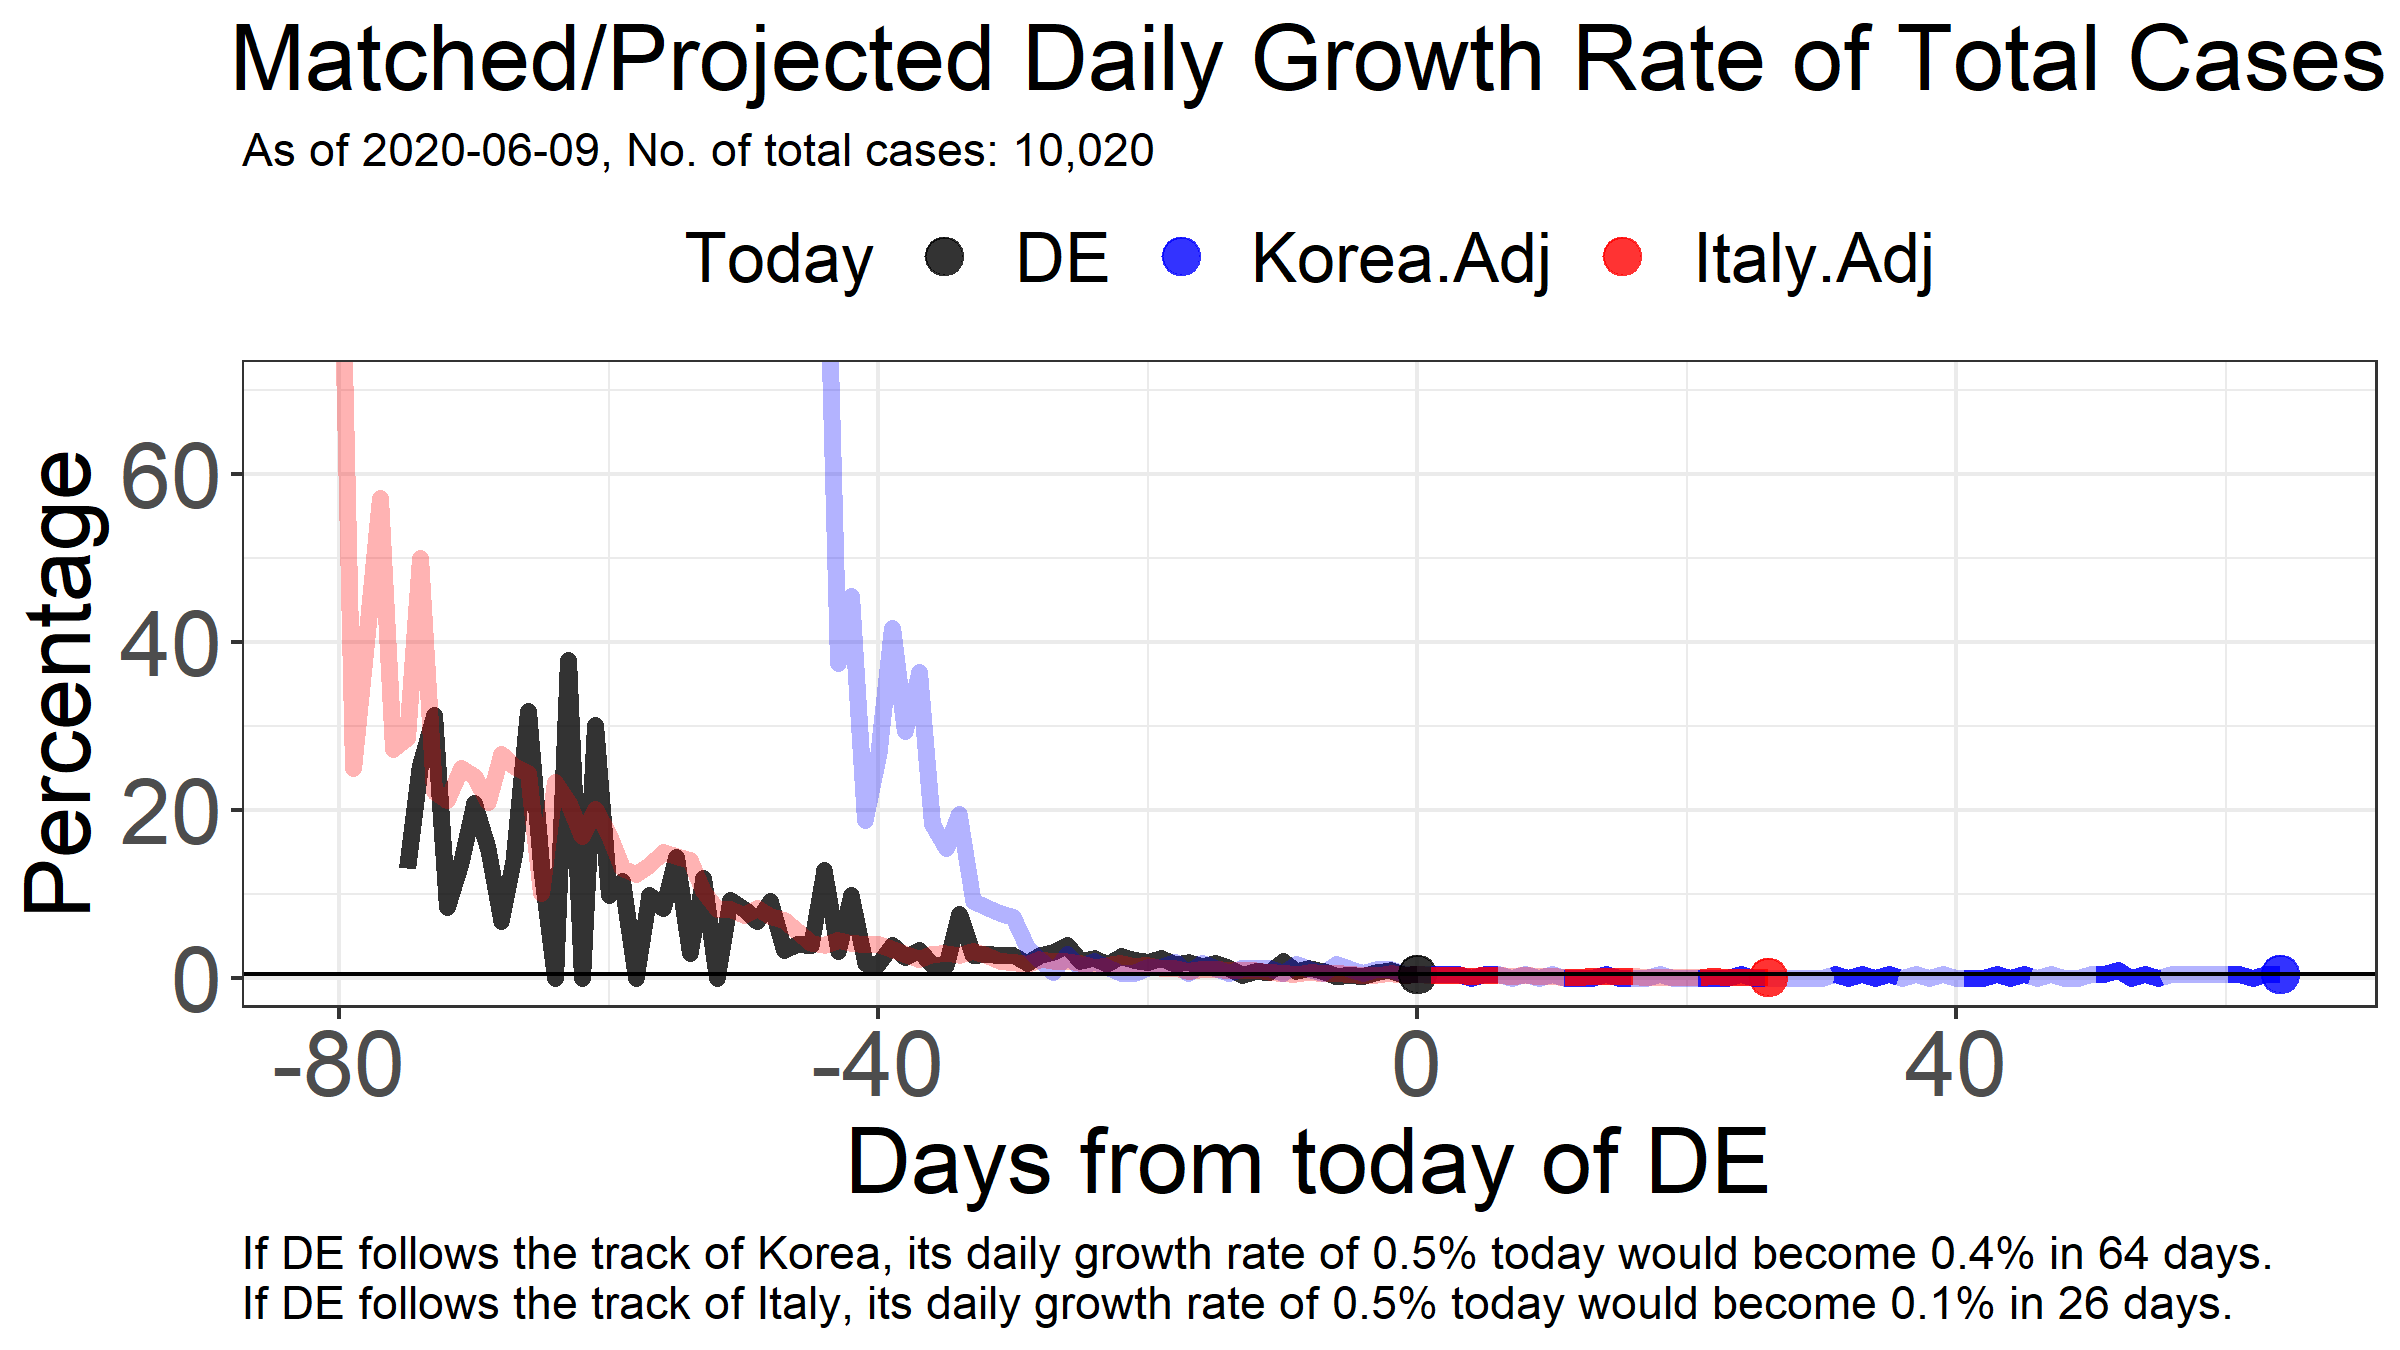 Matched/Projected Daily Growth Rate of Total Cases
As of 2020-06-09, No. of total cases: 10,020
Today DE Korea.Adj Italy.Adj
Percentage
60
40
20
0
-80 -40 0 40
Days from today of DE
If DE follows the track of Korea, its daily growth rate of 0.5% today would become 0.4% in 64 days.
If DE follows the track of Italy, its daily growth rate of 0.5% today would become 0.1% in 26 days.